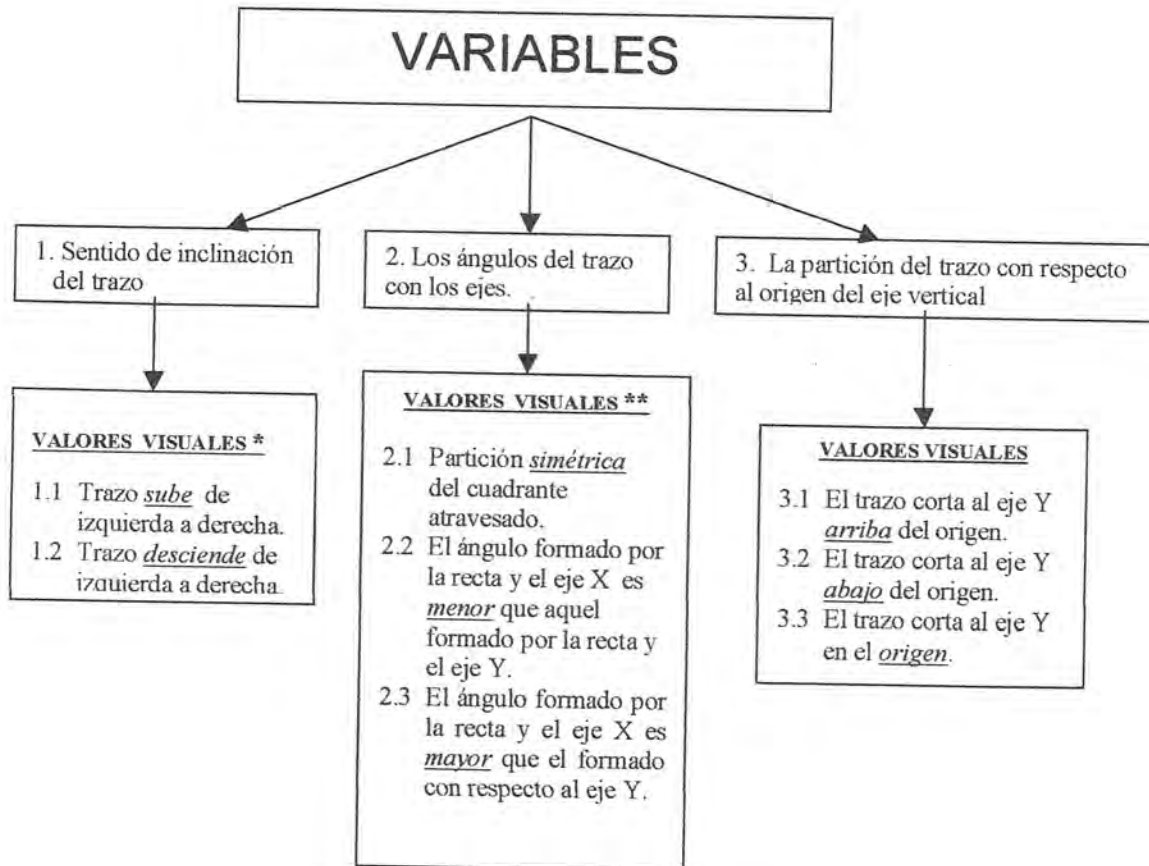 VARIABLES
1. Sentido de inclinación
del trazo
2. Los ángulos del trazo
con los ejes.
3. La partición del trazo con respecto
al origen del eje vertical
VALORES VISUALES *
1.1 Trazo sube de
izquierda a derecha.
1.2 Trazo desciende de
izquierda a derecha.
VALORES VISUALES **
2.1 Partición simétrica
del cuadrante
atravesado.
2.2 El ángulo formado por
la recta y el eje X es
menor que aquel
formado por la recta y
el eje Y.
2.3 El ángulo formado por
la recta y el eje X es
mayor que el formado
con respecto al eje Y.
VALORES VISUALES
3.1 El trazo corta al eje Y
arriba del origen.
3.2 El trazo corta al eje Y
abajo del origen.
3.3 El trazo corta al eje Y
en el origen.